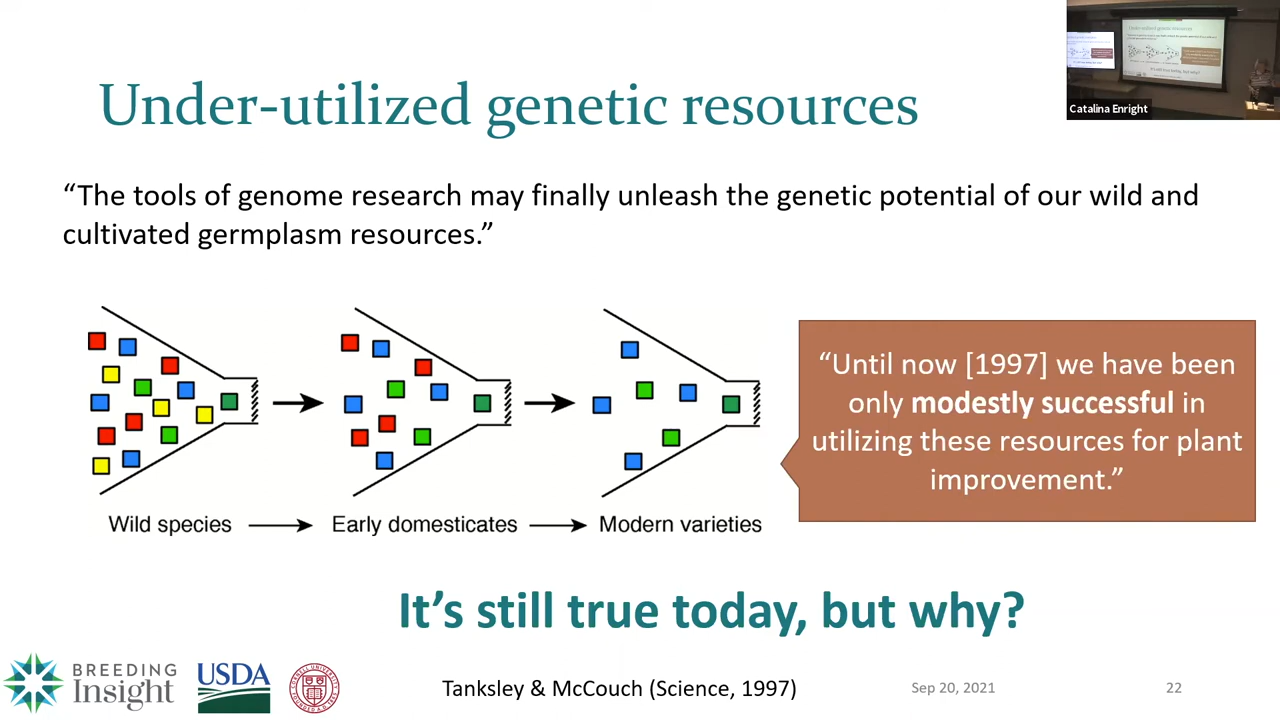 Under-utilized genetic resources
Catalina Enright
“The tools of genome research may finally unleash the genetic potential of our wild and
cultivated germplasm resources.”
“Until now [1997] we have been
only modestly successful in
utilizing these resources for plant
improvement.”
Wild species
Early domesticates
Modern varieties
It’s still true today, but why?
BREEDING
Insight
USDA
Tanksley & McCouch (Science, 1997)
Sep 20, 2021
22